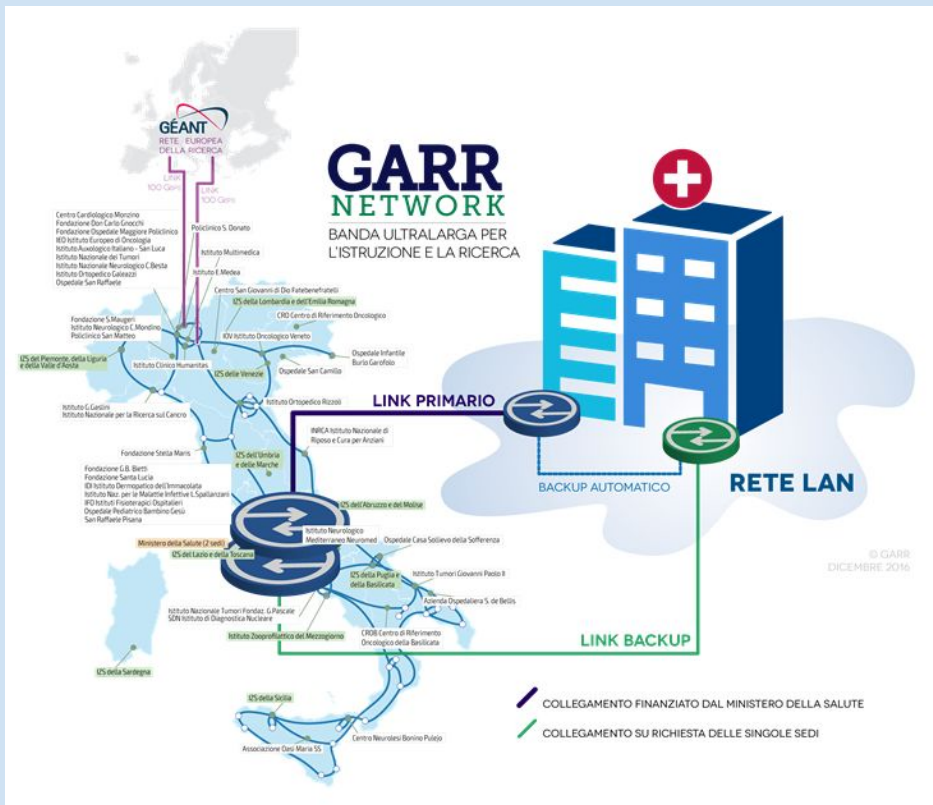 GÉANT
RETE EUROPEA
DELLA RICERCA
LINK
100 Gbps
LINK
100 Gbps
GARR
NETWORK
BANDA ULTRALARGA PER
L'ISTRUZIONE E LA RICERCA
Centro Cardiologico Monzino
Fondazione Don Carlo Gnocchi
Fondazione Ospedale Maggiore Policlinico
IEO Istituto Europeo di Oncologia
Istituto Auxologico Italiano - San Luca
Istituto Nazionale dei Tumori
Istituto Nazionale Neurologico C.Besta
Istituto Ortopedico Galeazzi
Ospedale San Raffaele
Policlinico S. Donato
Istituto Multimedica
Istituto E.Medea
Centro San Giovanni di Dio Fatebenefratelli
IZS della Lombardia e dell'Emilia Romagna
CRO Centro di Riferimento Oncologico
Fondazione S.Maugeri
Istituto Neurologico C.Mondino
Policlinico San Matteo
IOV Istituto Oncologico Veneto
Ospedale Infantile
Burlo Garofolo
IZS del Piemonte, della Liguria
e della Valle d'Aosta
Istituto Clinico Humanitas
IZS delle Venezie
Ospedale San Camillo
Istituto G.Gaslini
Istituto Nazionale per la Ricerca sul Cancro
Istituto Ortopedico Rizzoli
LINK PRIMARIO
INRCA Istituto Nazionale di
Riposo e Cura per Anziani
Fondazione Stella Maris
IZS dell'Umbria
e delle Marche
Fondazione G.B. Bietti
Fondazione Santa Lucia
IDI Istituto Dermopatico dell'Immacolata
Istituto Naz. per le Malattie Infettive L.Spallanzani
IFO Istituti Fisioterapici Ospitalieri
Ospedale Pediatrico Bambino Gesù
San Raffaele Pisana
BACKUP AUTOMATICO
RETE LAN
IZS dell'Abruzzo e del Molise
Ministero della Salute (2 sedi)
IZS del Lazio e della Toscana
Istituto Neurologico
Mediterraneo Neuromed
Ospedale Casa Sollievo della Sofferenza
© GARR
DICEMBRE 2016
IZS della Puglia e
della Basilicata
Istituto Tumori Giovanni Paolo II
Azienda Ospedaliera S. de Bellis
Istituto Nazionale Tumori Fondaz. G.Pascale
SDN Istituto di Diagnostica Nucleare
Istituto Zooprofilattico del Mezzogiorno
CROB Centro di Riferimento
Oncologico della Basilicata
LINK BACKUP
IZS della Sardegna
IZS della Sicilia
COLLEGAMENTO FINANZIATO DAL MINISTERO DELLA SALUTE
COLLEGAMENTO SU RICHIESTA DELLE SINGOLE SEDI
Centro Neurolesi Bonino Pulejo
Associazione Oasi Maria SS